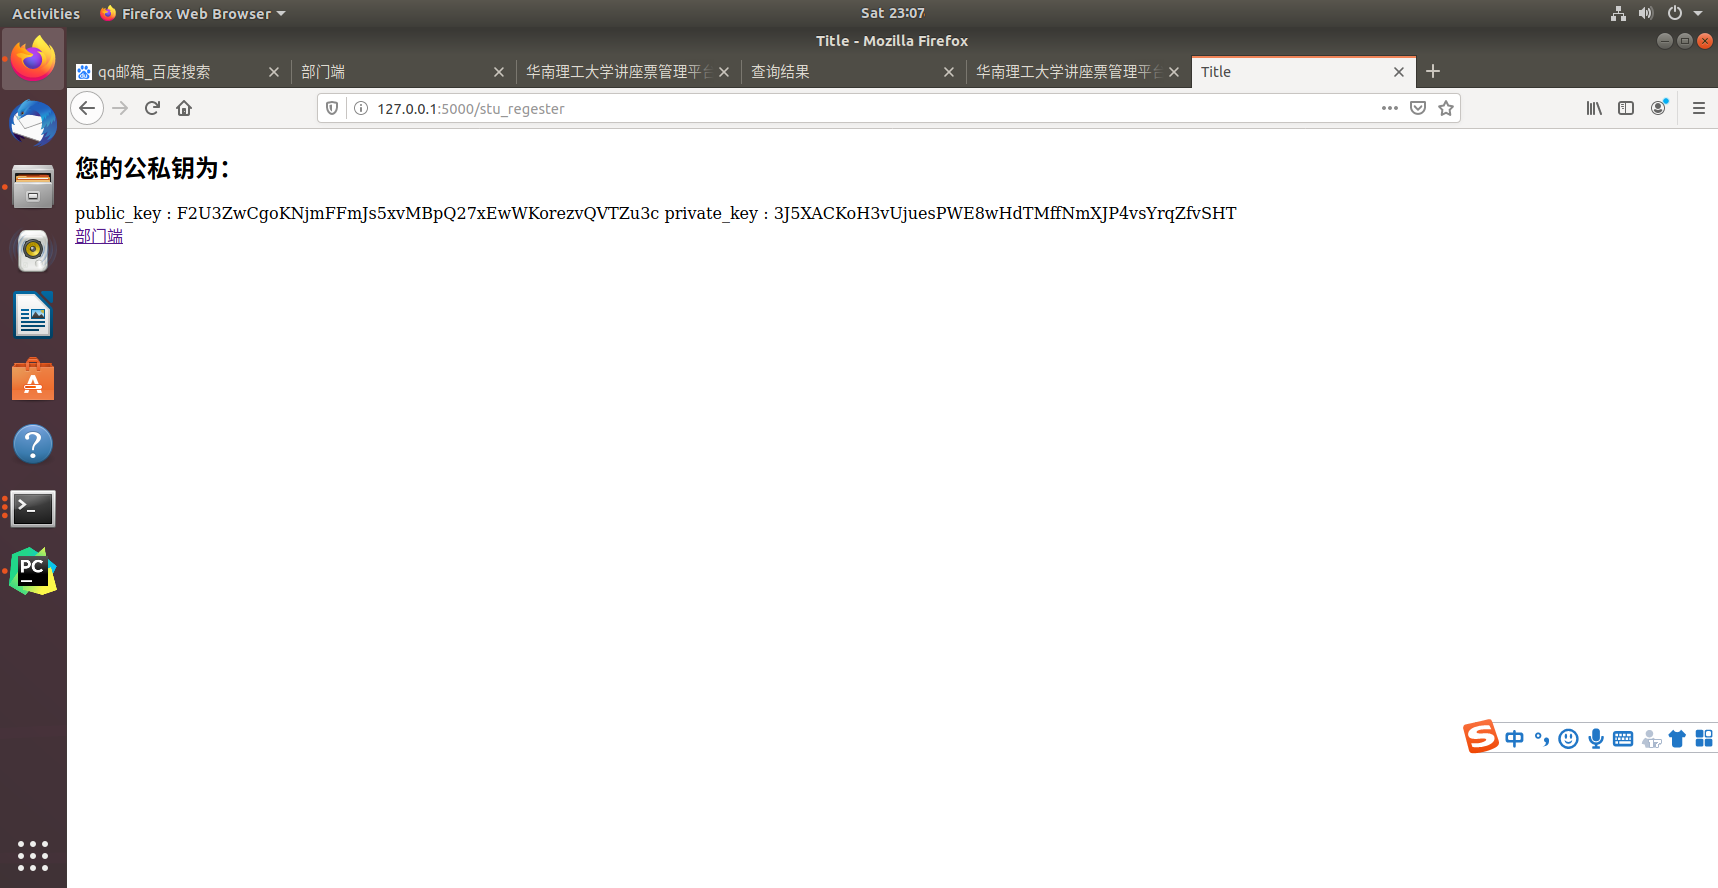 Activities
Firefox Web Browser
Sat 23:07
Title - Mozilla Firefox
qq邮箱_百度搜索
部门端
华南理工大学讲座票管理平台
查询结果
华南理工大学讲座票管理平台
Title
127.0.0.1:5000/stu_regester
您的公私钥为：
public_key : F2U3ZwCgoKNjmFFmJs5xvMBpQ27xEwWKorezvQVTZu3c private_key : 3J5XACKoH3vUjuesPWE8wHdTMffNmXJP4vsYrqZfvSHT
部门端
PC
S 中